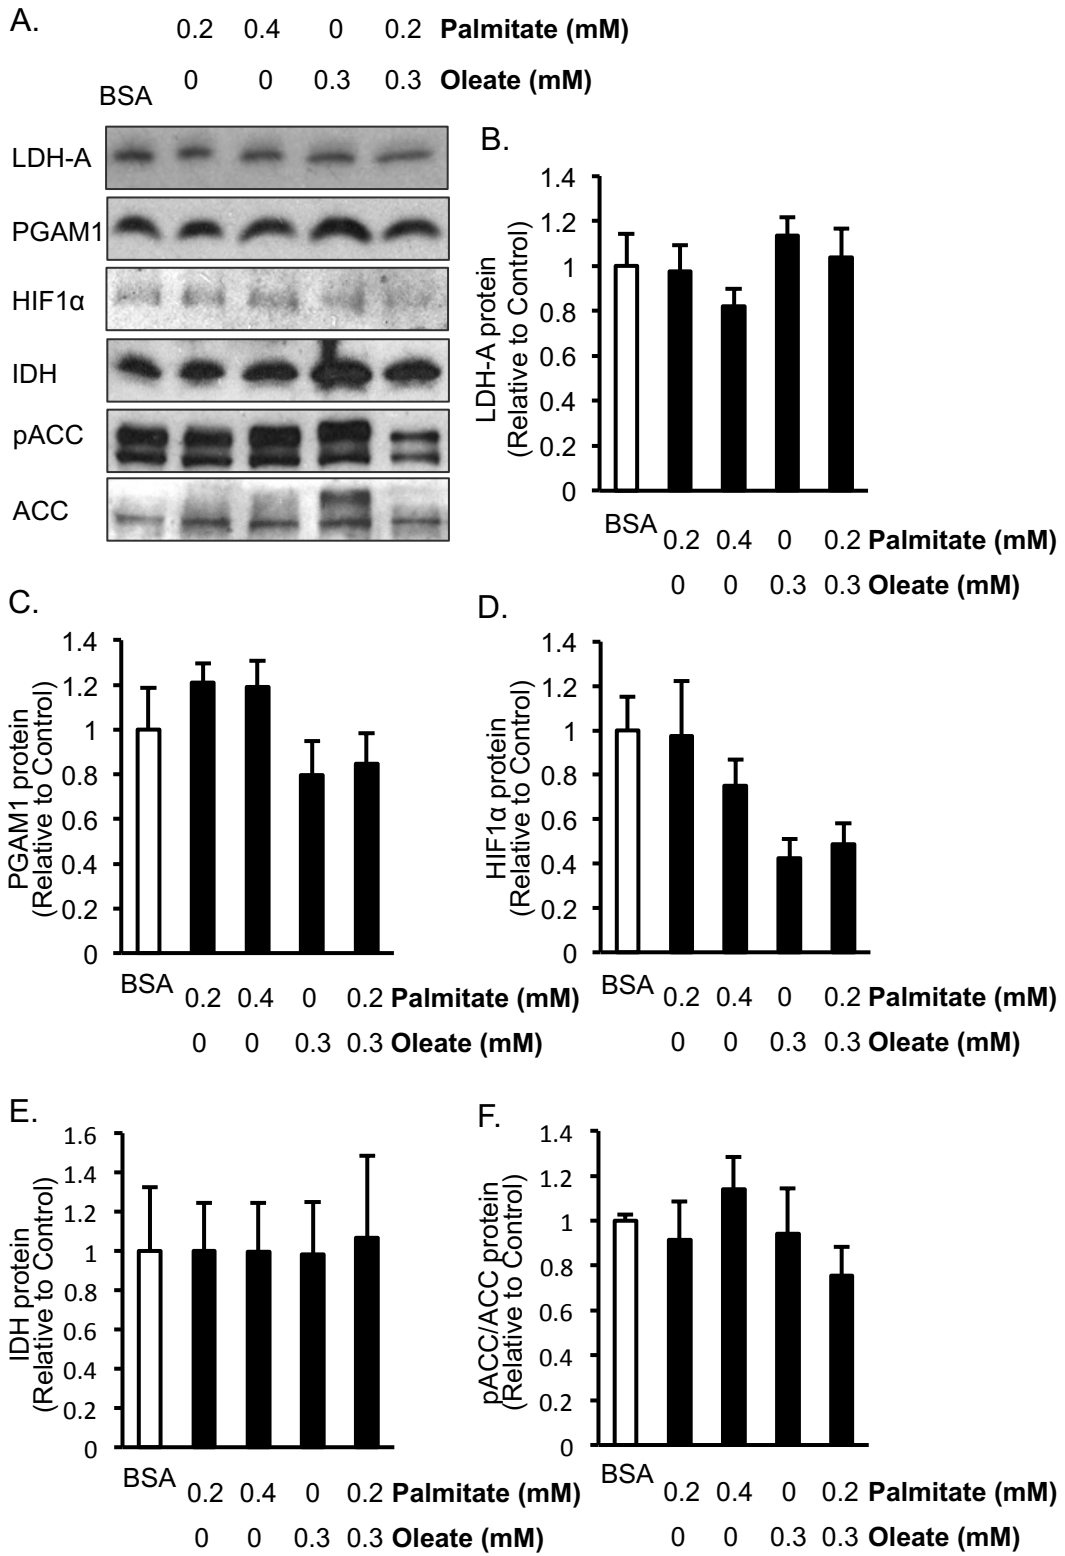 A.
0.2 0.4 0 0.2 Palmitate (mM)
0 0 0.3 0.3 Oleate (mM)
BSA
LDH-A
PGAM1
HIF1α
IDH
pACC
ACC
B.
LDH-A protein
(Relative to Control)
1.4
1.2
1
0.8
0.6
0.4
0.2
0
BSA
0.2 0.4 0 0.2 Palmitate (mM)
0 0 0.3 0.3 Oleate (mM)
C.
PGAM1 protein
(Relative to Control)
1.4
1.2
1
0.8
0.6
0.4
0.2
0
BSA
0.2 0.4 0 0.2 Palmitate (mM)
0 0 0.3 0.3 Oleate (mM)
D.
HIF1α protein
(Relative to Control)
1.4
1.2
1
0.8
0.6
0.4
0.2
0
BSA
0.2 0.4 0 0.2 Palmitate (mM)
0 0 0.3 0.3 Oleate (mM)
E.
IDH protein
(Relative to Control)
1.6
1.4
1.2
1
0.8
0.6
0.4
0.2
0
BSA
0.2 0.4 0 0.2 Palmitate (mM)
0 0 0.3 0.3 Oleate (mM)
F.
pACC/ACC protein
(Relative to Control)
1.4
1.2
1
0.8
0.6
0.4
0.2
0
BSA
0.2 0.4 0 0.2 Palmitate (mM)
0 0 0.3 0.3 Oleate (mM)